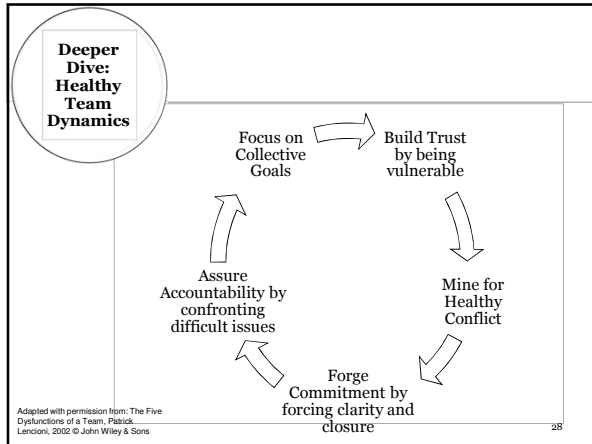 Deeper
Dive:
Healthy
Team
Dynamics
Focus on
Collective
Goals
Build Trust
by being
vulnerable
Mine for
Healthy
Conflict
Forge
Commitment by
forcing clarity and
closure
Assure
Accountability by
confronting
difficult issues
Adapted with permission from: The Five
Dysfunctions of a Team, Patrick
Lencioni, 2002 © John Wiley & Sons
28